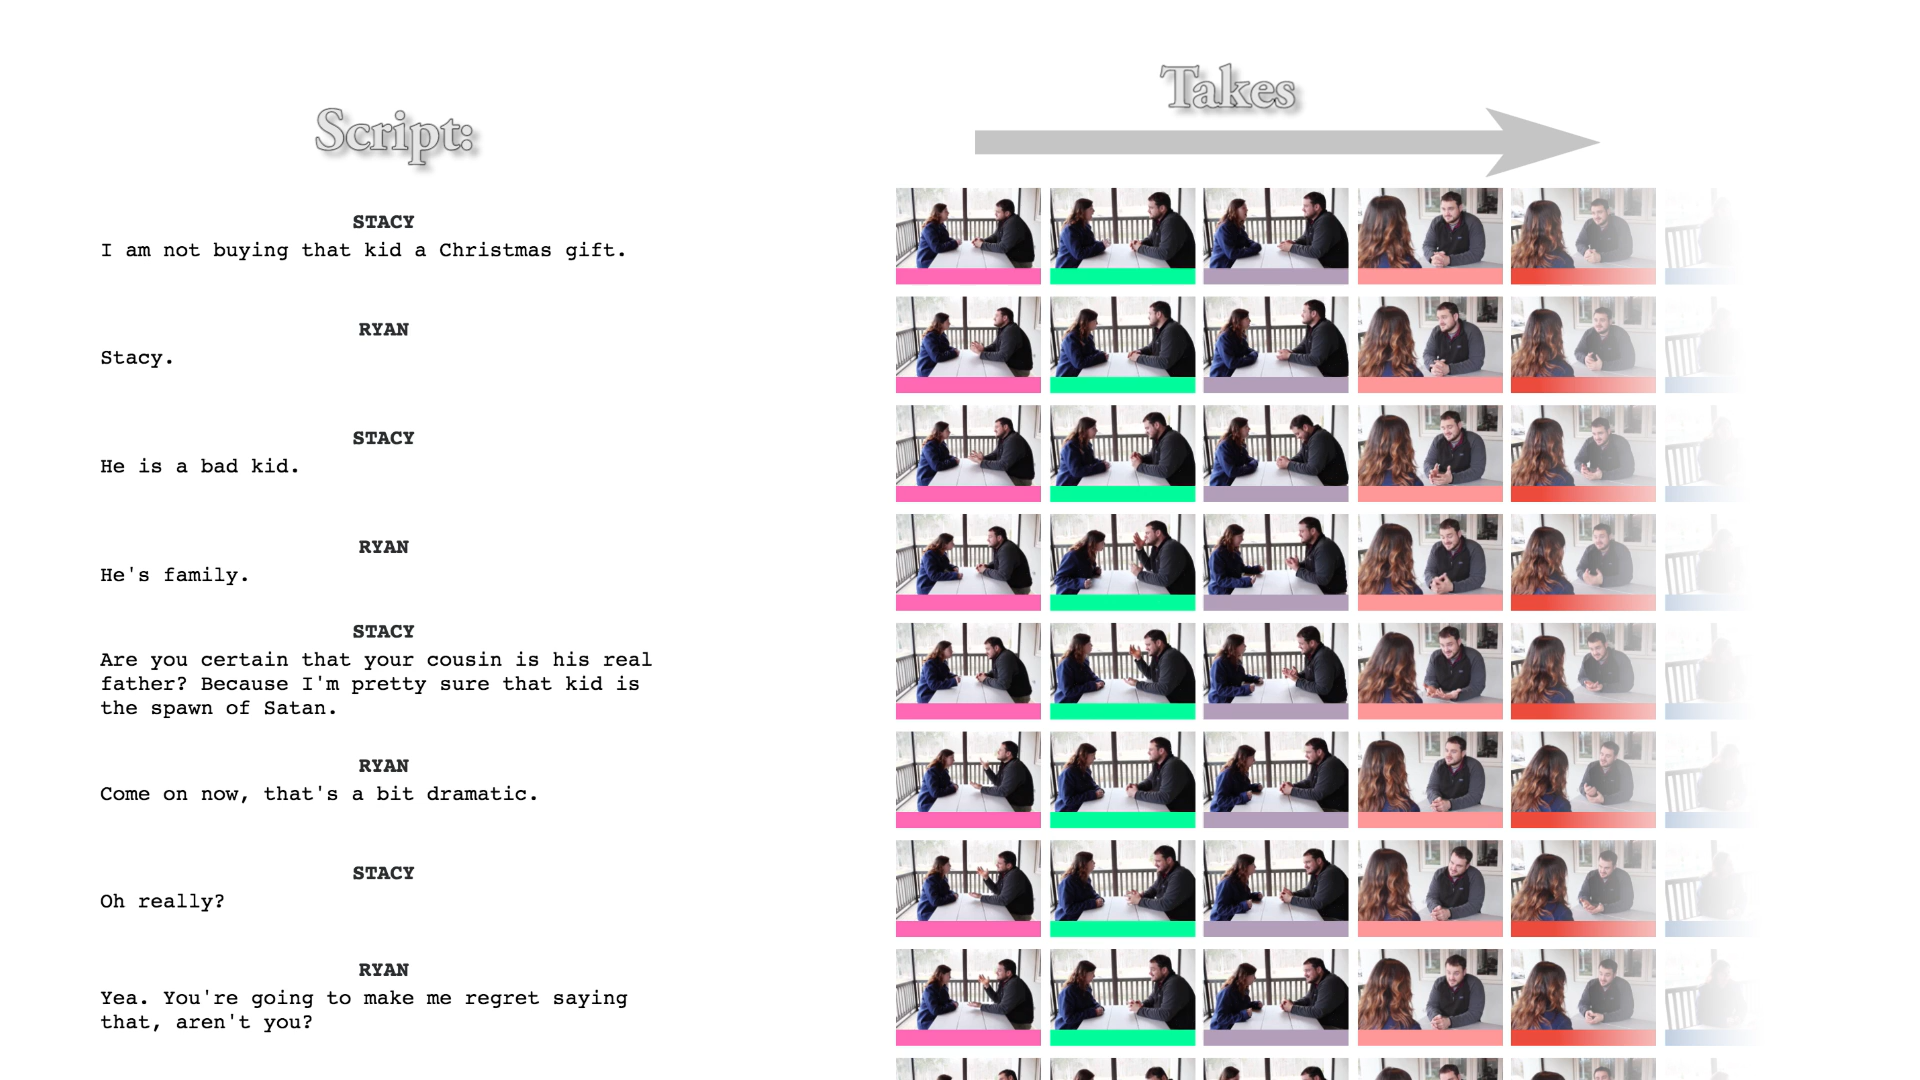 Takes
Script:
STACY
I am not buying that kid a Christmas gift.
RYAN
Stacy.
STACY
He is a bad kid.
RYAN
He's family.
STACY
Are you certain that your cousin is his real
father? Because I'm pretty sure that kid is
the spawn of Satan.
RYAN
Come on now, that's a bit dramatic.
STACY
Oh really?
RYAN
Yea. You're going to make me regret saying
that, aren't you?